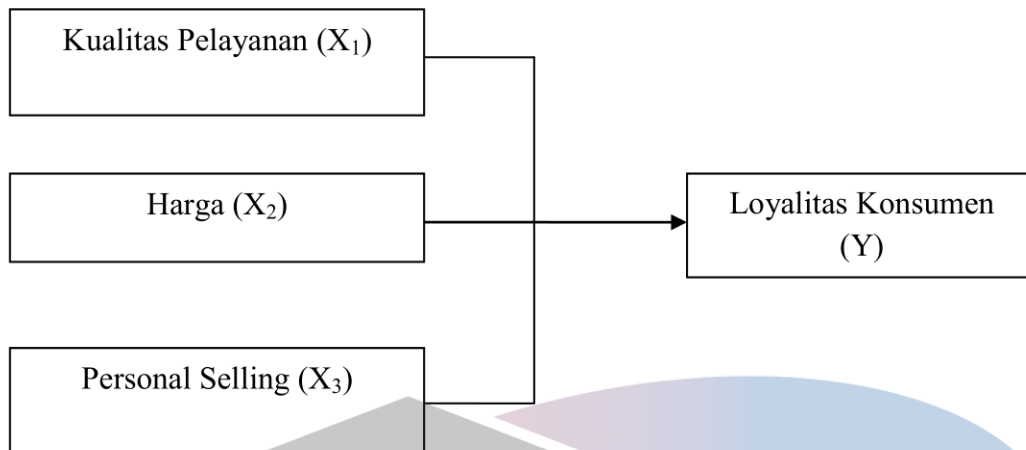 Kualitas Pelayanan (X₁)
Harga (X₂)
Loyalitas Konsumen
(Y)
Personal Selling (X₃)